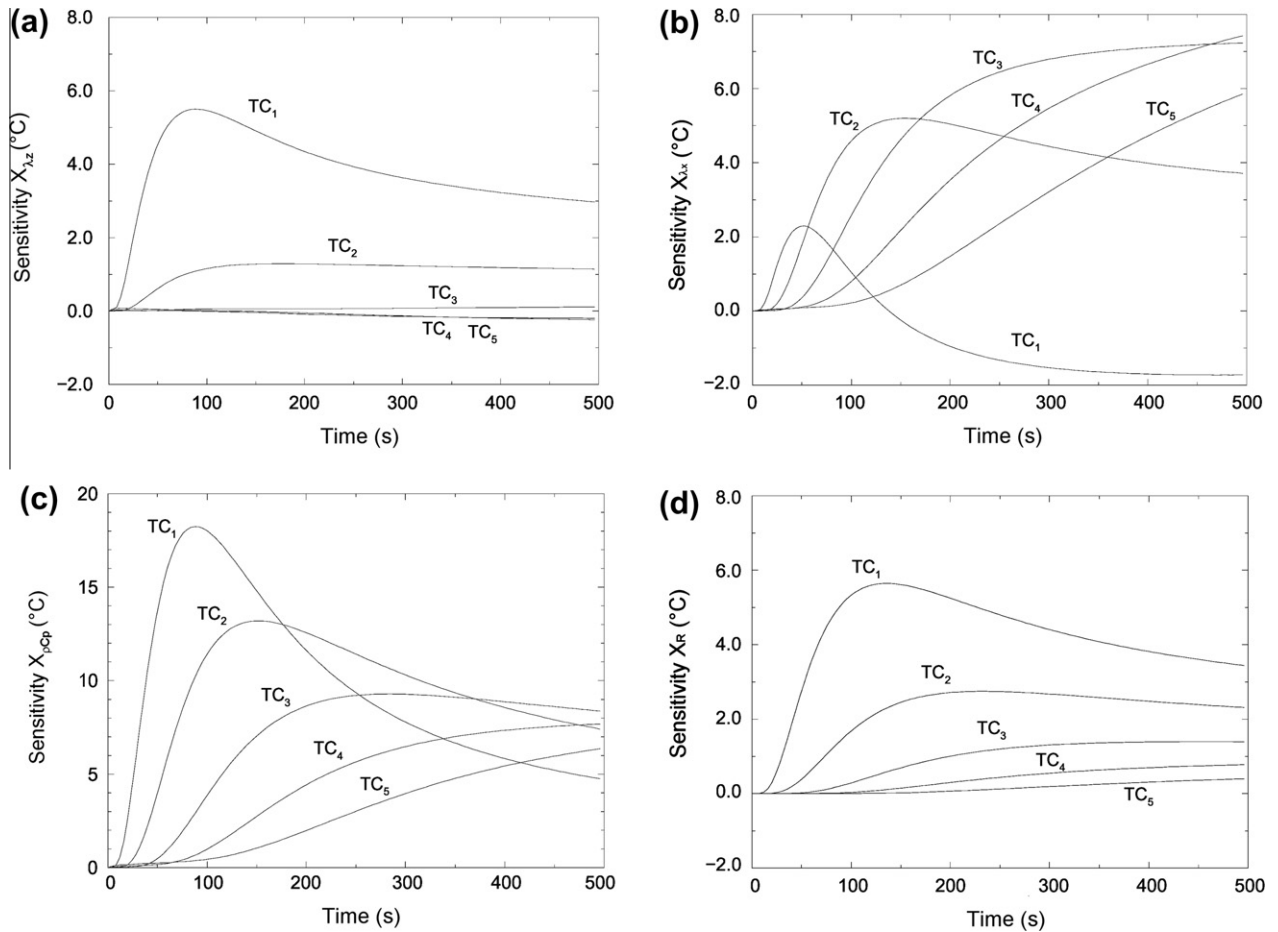 (a)
8.0
6.0
4.0
2.0
0.0
−2.0
Sensitivity Xλz (°C)
TC1
TC2
TC3
TC4 TC5
0 100 200 300 400 500
Time (s)
(b)
8.0
6.0
4.0
2.0
0.0
−2.0
Sensitivity Xλx (°C)
TC3
TC4
TC2
TC5
TC1
0 100 200 300 400 500
Time (s)
(c)
20
15
10
5
0
Sensitivity XρCp (°C)
TC1
TC2
TC3
TC4
TC5
0 100 200 300 400 500
Time (s)
(d)
8.0
6.0
4.0
2.0
0.0
−2.0
Sensitivity XR (°C)
TC1
TC2
TC3
TC4
TC5
0 100 200 300 400 500
Time (s)